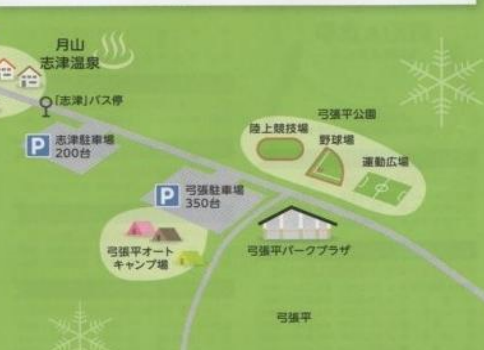 月山
志津温泉
「志津」バス停
P
志津駐車場
200台
P
弓張駐車場
350台
弓張平公園
陸上競技場
野球場
運動広場
弓張平オート
キャンプ場
弓張平パークプラザ
弓張平